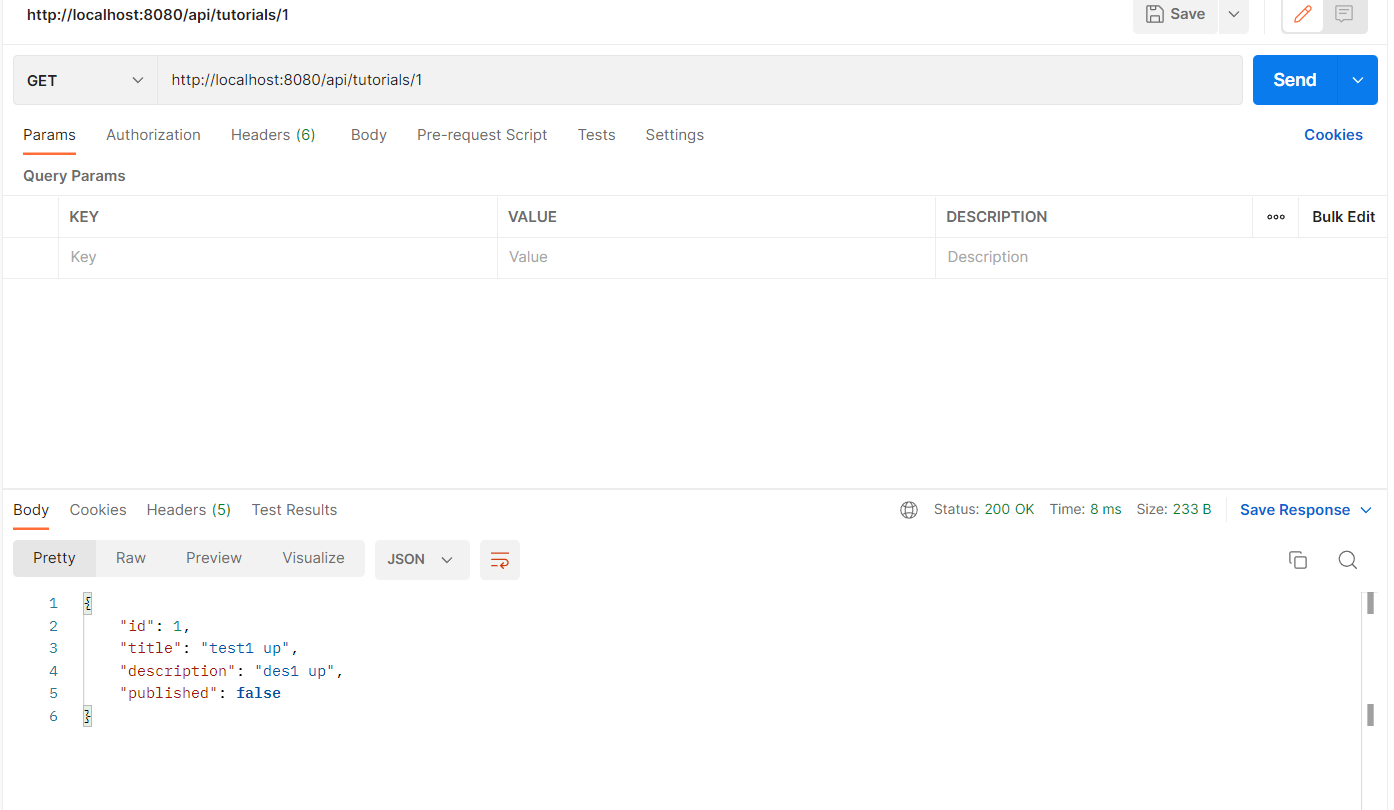 http://localhost:8080/api/tutorials/1 Save
GET http://localhost:8080/api/tutorials/1 Send
Params Authorization Headers (6) Body Pre-request Script Tests Settings Cookies
Query Params
KEY VALUE DESCRIPTION ooo Bulk Edit
Key Value Description
Body Cookies Headers (5) Test Results Status: 200 OK Time: 8 ms Size: 233 B Save Response
Pretty Raw Preview Visualize JSON
1 {
2 "id": 1,
3 "title": "test1 up",
4 "description": "des1 up",
5 "published": false
6 }